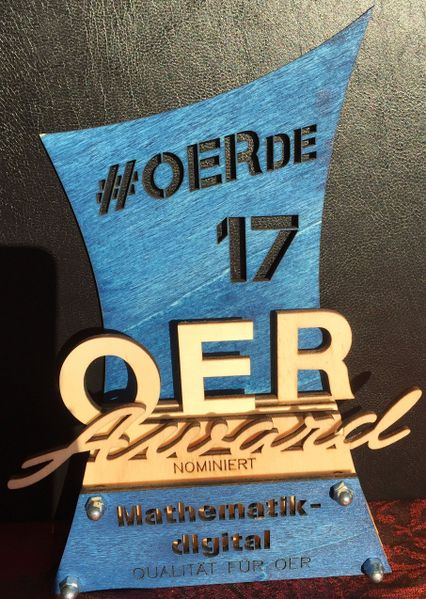 #OERDE
17
OER
Award
NOMINIERT
Mathematik-
digital
QUALITÄT FÜR OER